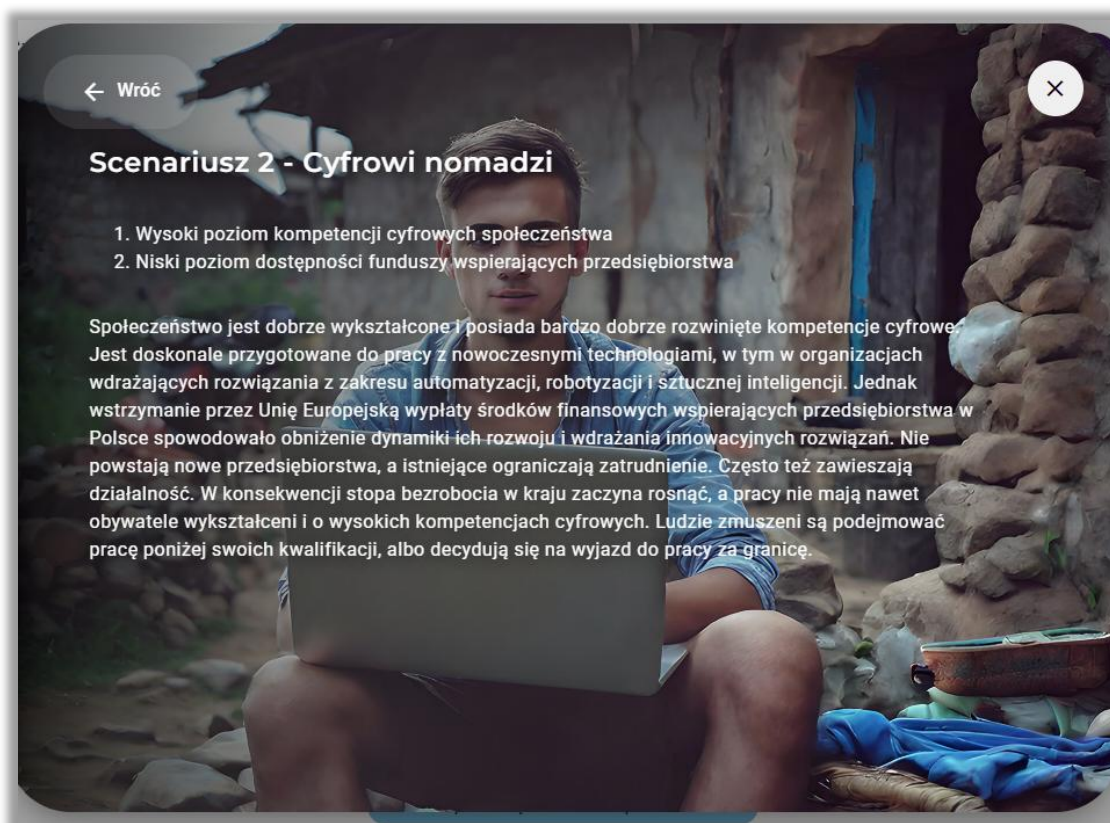 Wróć
Scenariusz 2 - Cyfrowi nomadzi
1. Wysoki poziom kompetencji cyfrowych społeczeństwa
2. Niski poziom dostępności funduszy wspierających przedsiębiorstwa
Społeczeństwo jest dobrze wykształcone i posiada bardzo dobrze rozwinięte kompetencje cyfrowe.
Jest doskonale przygotowane do pracy z nowoczesnymi technologiami, w tym w organizacjach
wdrażających rozwiązania z zakresu automatyzacji, robotyzacji i sztucznej inteligencji. Jednak
wstrzymanie przez Unię Europejską wypłaty środków finansowych wspierających przedsiębiorstwa w
Polsce spowodowało obniżenie dynamiki ich rozwoju i wdrażania innowacyjnych rozwiązań. Nie
powstają nowe przedsiębiorstwa, a istniejące ograniczają zatrudnienie. Często też zawieszają
działalność. W konsekwencji stopa bezrobocia w kraju zaczyna rosnąć, a pracy nie mają nawet
obywatele wykształceni i o wysokich kompetencjach cyfrowych. Ludzie zmuszeni są podejmować
pracę poniżej swoich kwalifikacji, albo decydują się na wyjazd do pracy za granicę.